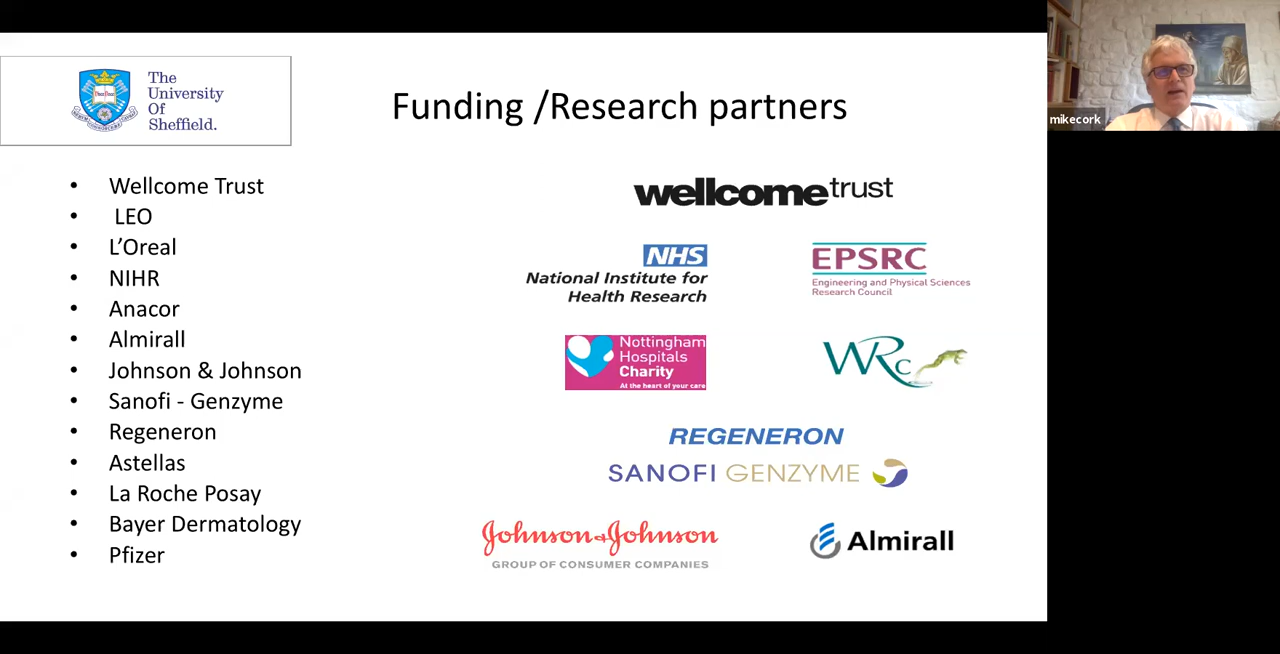 The
University
Of
Sheffield.
Funding /Research partners
• Wellcome Trust
• LEO
• L’Oreal
• NIHR
• Anacor
• Almirall
• Johnson & Johnson
• Sanofi - Genzyme
• Regeneron
• Astellas
• La Roche Posay
• Bayer Dermatology
• Pfizer
wellcometrust
NHS
National Institute for
Health Research
EPSRC
Engineering and Physical Sciences
Research Council
Nottingham
Hospitals
Charity
At the heart of your care
WRc
REGENERON
SANOFI GENZYME
Johnson & Johnson
GROUP OF CONSUMER COMPANIES
Almirall
mikecork